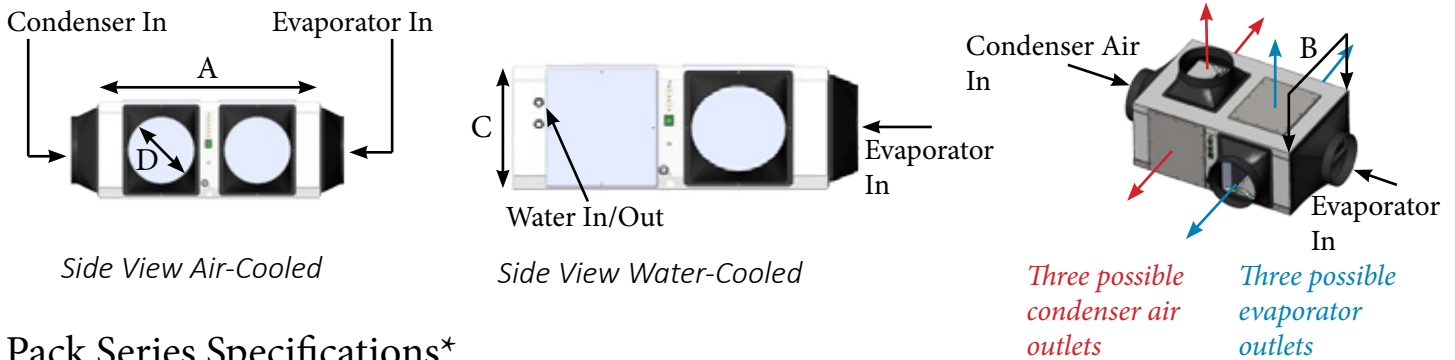 Condenser In
Evaporator In
A
D
Side View Air-Cooled
C
Evaporator
In
Water In/Out
Side View Water-Cooled
Condenser Air
In
B
Evaporator
In
Three possible
condenser air
outlets
Three possible
evaporator
outlets
Pack Series Specifications*